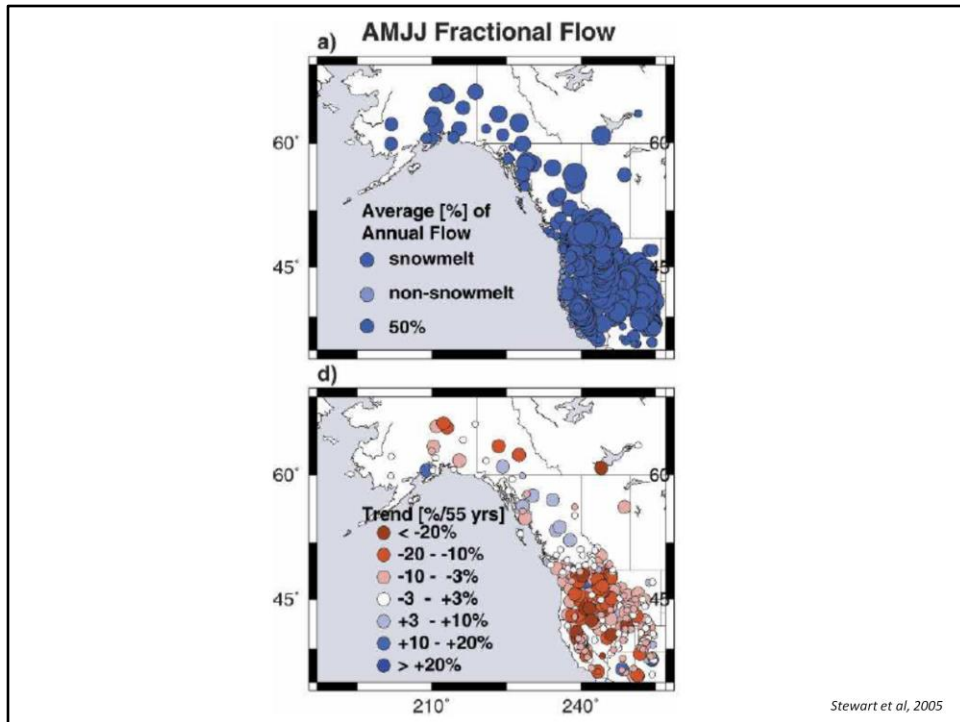 AMJJ Fractional Flow
a)
60°
60
Average [%] of
Annual Flow
snowmelt
non-snowmelt
50%
45°
45
d)
60°
60
Trend [%/55 yrs]
< -20%
-20 - -10%
-10 - -3%
-3 - +3%
+3 - +10%
+10 - +20%
> +20%
45°
45
210°
240°
Stewart et al, 2005